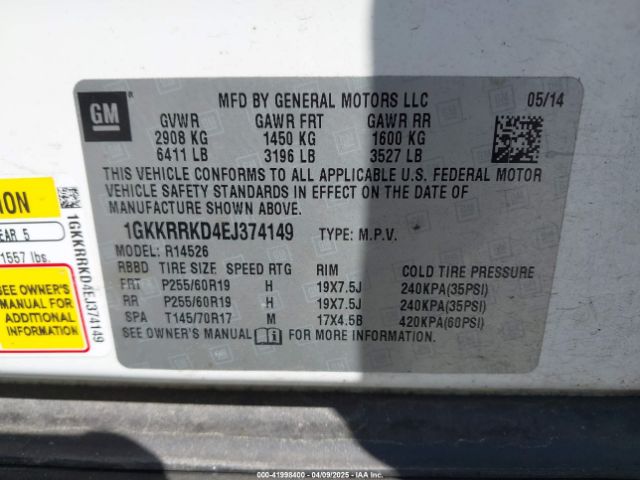 GM
®
MFD BY GENERAL MOTORS LLC 05/14
GVWR GAWR FRT GAWR RR
2908 KG 1450 KG 1600 KG
6411 LB 3196 LB 3527 LB
THIS VEHICLE CONFORMS TO ALL APPLICABLE U.S. FEDERAL MOTOR
VEHICLE SAFETY STANDARDS IN EFFECT ON THE DATE OF
MANUFACTURE SHOWN ABOVE.
1GKKRRKD4EJ374149 TYPE: M.P.V.
MODEL: R14526
RBBD TIRE SIZE SPEED RTG RIM COLD TIRE PRESSURE
FRT P255/60R19 H 19X7.5J 240KPA(35PSI)
RR P255/60R19 H 19X7.5J 240KPA(35PSI)
SPA T145/70R17 M 17X4.5B 420KPA(60PSI)
SEE OWNER'S MANUAL FOR MORE INFORMATION.
EAR 5
1557 lbs.
SEE OWNER'S
MANUAL FOR
ADDITIONAL
INFORMATION
1GKKRRKD4EJ374149
000-41998400 - 04/09/2025 - www.iaai.com